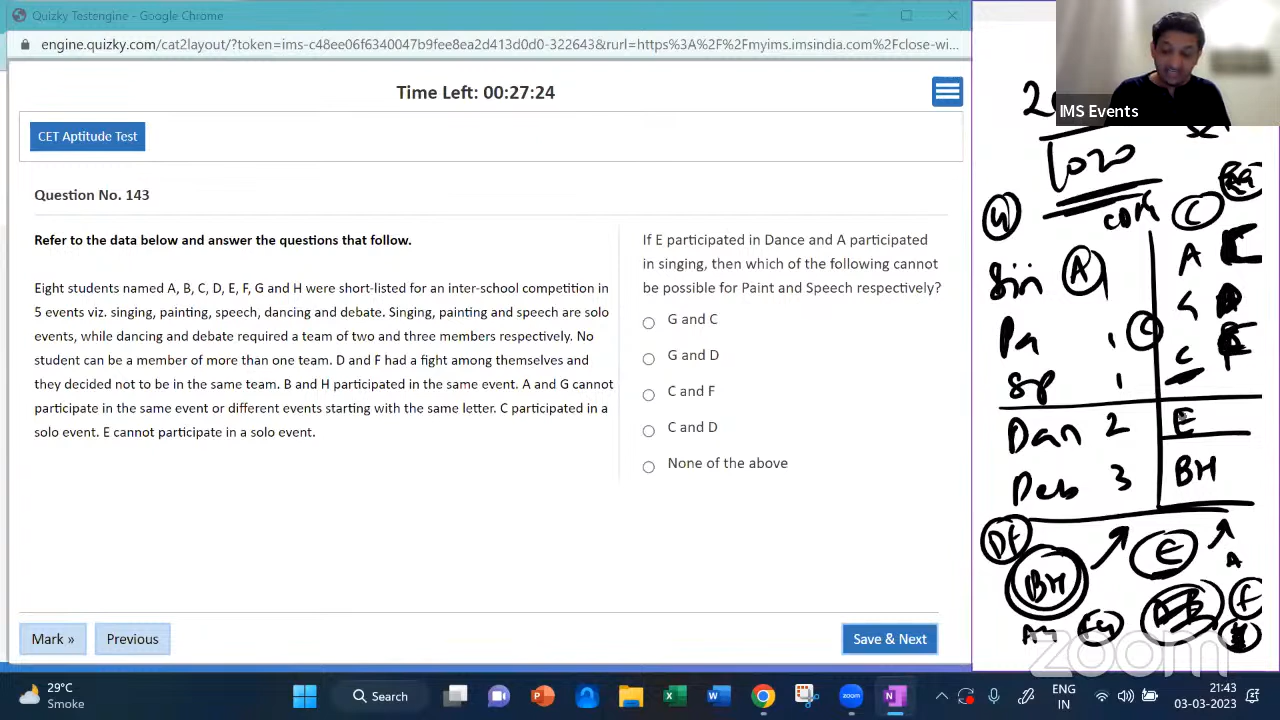 Quizky Testengine - Google Chrome
engine.quizky.com/cat2layout/?token=ims-c48ee06f6340047b9fee8ea2d413d0d0-322643&rurl=https%3A%2F%2Fmyims.imsindia.com%2Fclose-wi...
Time Left: 00:27:24
CET Aptitude Test
Question No. 143
Refer to the data below and answer the questions that follow.
Eight students named A, B, C, D, E, F, G and H were short-listed for an inter-school competition in
5 events viz. singing, painting, speech, dancing and debate. Singing, painting and speech are solo
events, while dancing and debate required a team of two and three members respectively. No
student can be a member of more than one team. D and F had a fight among themselves and
they decided not to be in the same team. B and H participated in the same event. A and G cannot
participate in the same event or different events starting with the same letter. C participated in a
solo event. E cannot participate in a solo event.
If E participated in Dance and A participated
in singing, then which of the following cannot
be possible for Paint and Speech respectively?
G and C
G and D
C and F
C and D
None of the above
Mark »
Previous
Save & Next
IMS Events
1020
Sin A 1 A
Pa 1 C
Sp 1 C
Dan 2 E
Deb 3 BH
DF E A
BH F
zoom
29°C
Smoke
Search
zoom
ENG
IN
21:43
03-03-2023